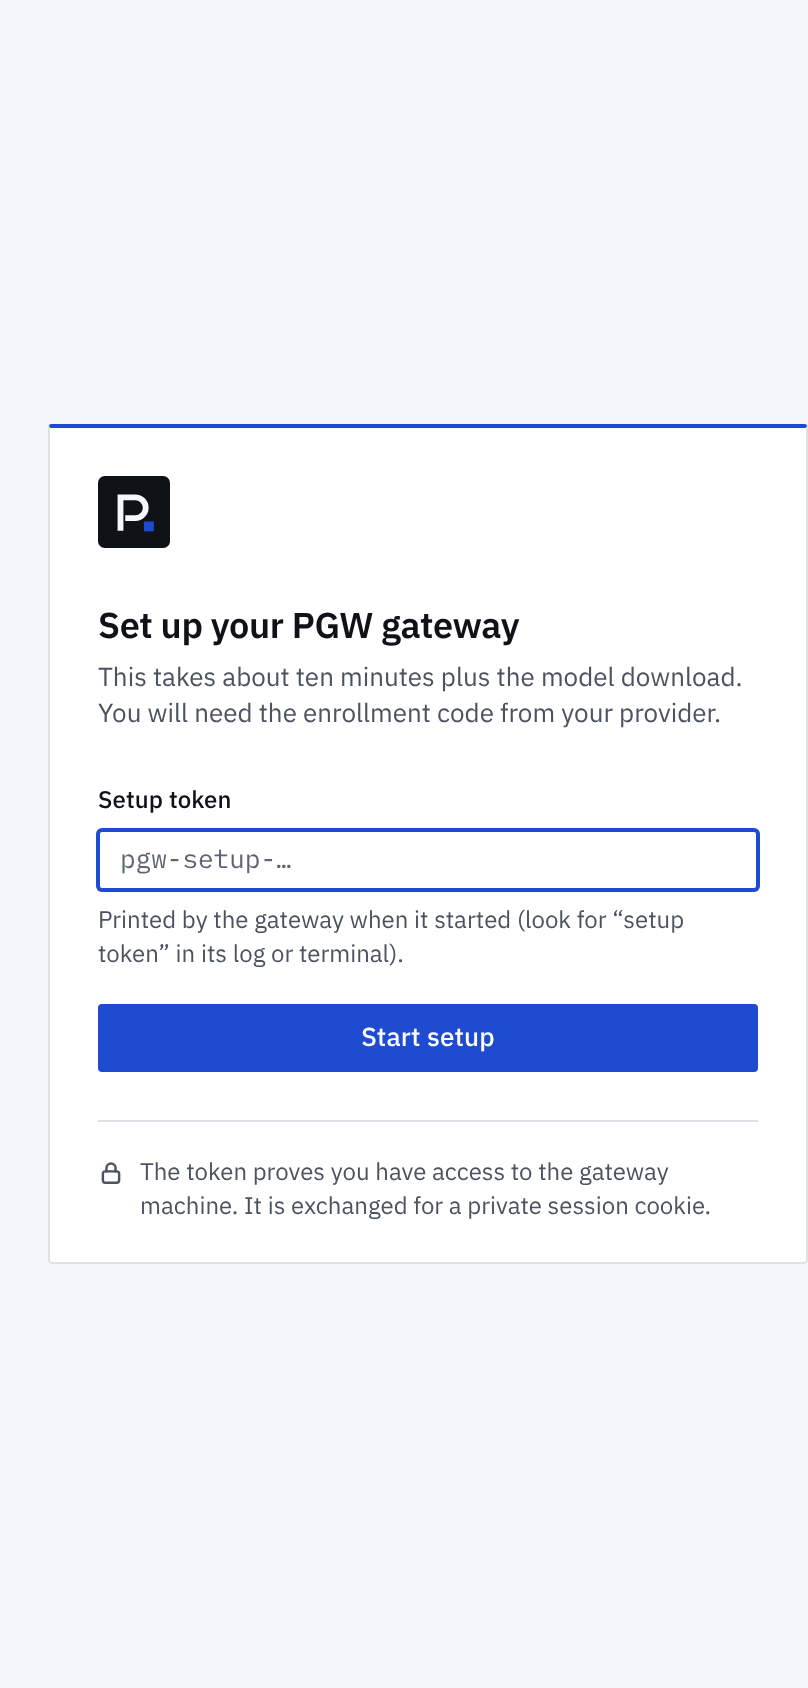 P.
Set up your PGW gateway
This takes about ten minutes plus the model download.
You will need the enrollment code from your provider.
Setup token
pgw-setup-…
Printed by the gateway when it started (look for “setup
token” in its log or terminal).
Start setup
The token proves you have access to the gateway
machine. It is exchanged for a private session cookie.